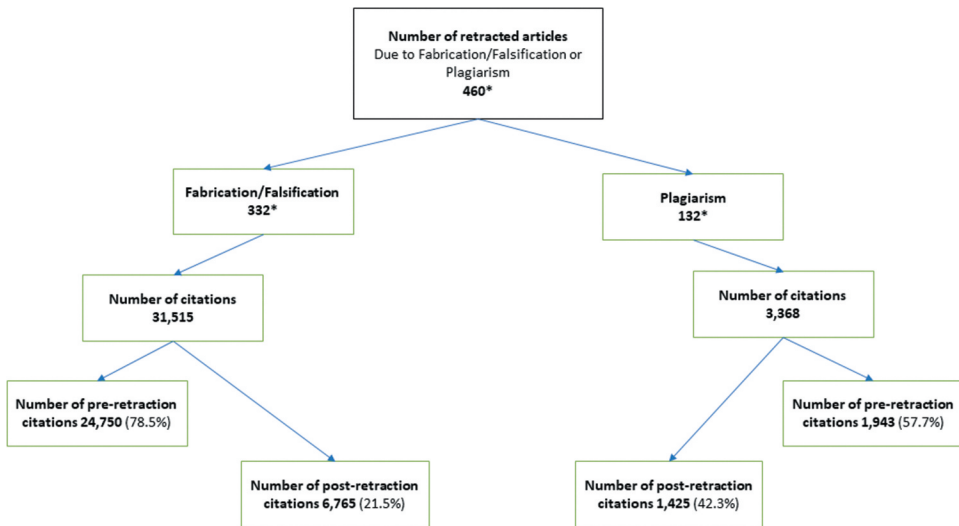 Number of retracted articles
Due to Fabrication/Falsification or
Plagiarism
460*
Fabrication/Falsification
332*
Plagiarism
132*
Number of citations
31,515
Number of citations
3,368
Number of pre-retraction
citations 24,750 (78.5%)
Number of pre-retraction
citations 1,943 (57.7%)
Number of post-retraction
citations 6,765 (21.5%)
Number of post-retraction
citations 1,425 (42.3%)